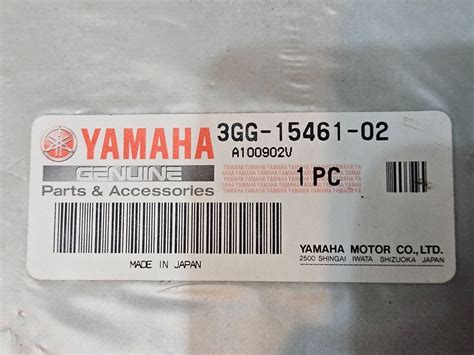 YAMAHA
GENUINE
Parts & Accessories
3GG-15461-02
A100902V
1 PC
YAMAHA MOTOR CO., LTD.
2500 SHINGAI IWATA SHIZUOKA JAPAN
MADE IN JAPAN